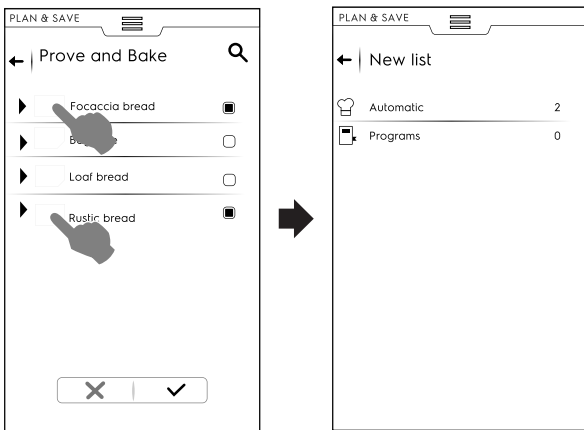 PLAN & SAVE
Prove and Bake
Focaccia bread
Loaf bread
Rustic bread
PLAN & SAVE
New list
Automatic 2
Programs 0